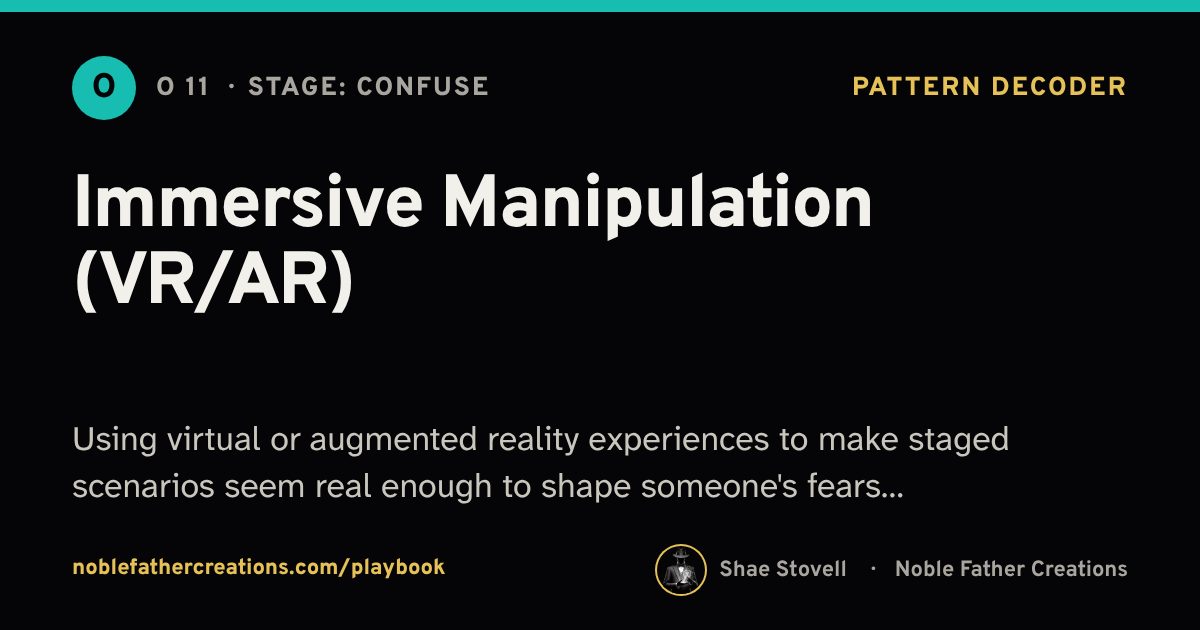 O O 11 · STAGE: CONFUSE PATTERN DECODER
Immersive Manipulation
(VR/AR)
Using virtual or augmented reality experiences to make staged
scenarios seem real enough to shape someone's fears...
noblefathercreations.com/playbook Shae Stovell · Noble Father Creations